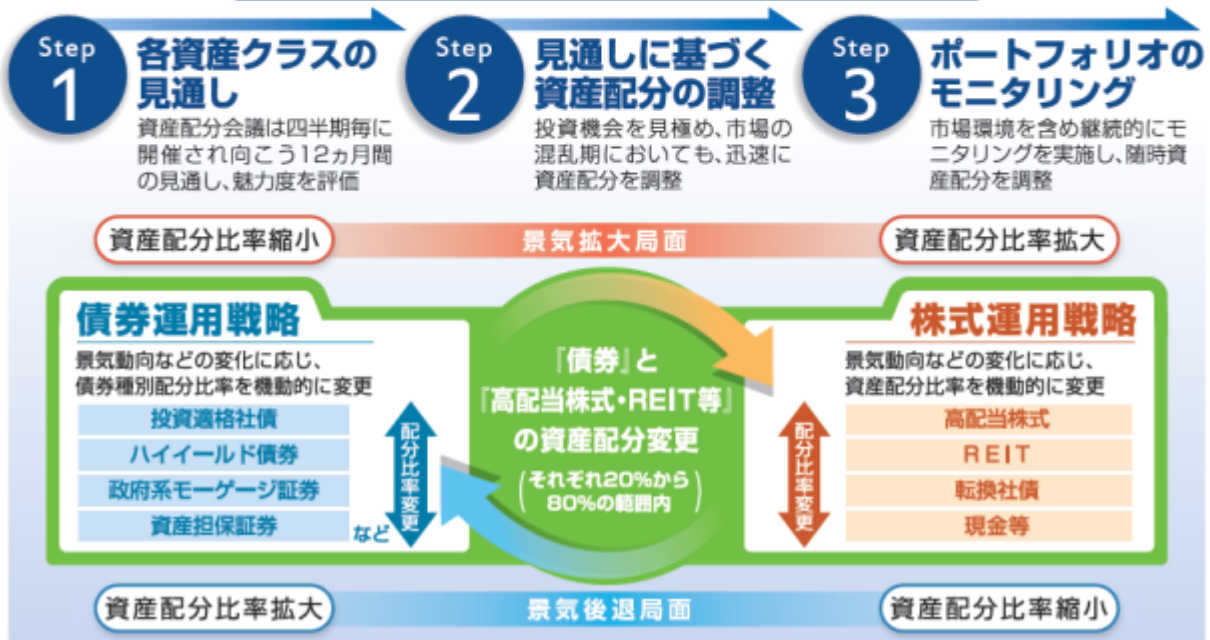 Step
1
各資産クラスの
見通し
資産配分会議は四半期毎に
開催され向こう12ヵ月間
の見通し、魅力度を評価
Step
2
見通しに基づく
資産配分の調整
投資機会を見極め、市場の
混乱期においても、迅速に
資産配分を調整
Step
3
ポートフォリオの
モニタリング
市場環境を含め継続的にモ
ニタリングを実施し、随時資
産配分を調整
資産配分比率縮小
景気拡大局面
資産配分比率拡大
債券運用戦略
景気動向などの変化に応じ、
債券種別配分比率を機動的に変更
投資適格社債
ハイイールド債券
政府系モーゲージ証券
資産担保証券
など
配分比率変更
『債券』と
『高配当株式・REIT等』
の資産配分変更
(それぞれ20%から
80%の範囲内)
株式運用戦略
景気動向などの変化に応じ、
資産配分比率を機動的に変更
配分比率変更
高配当株式
REIT
転換社債
現金等
資産配分比率拡大
景気後退局面
資産配分比率縮小